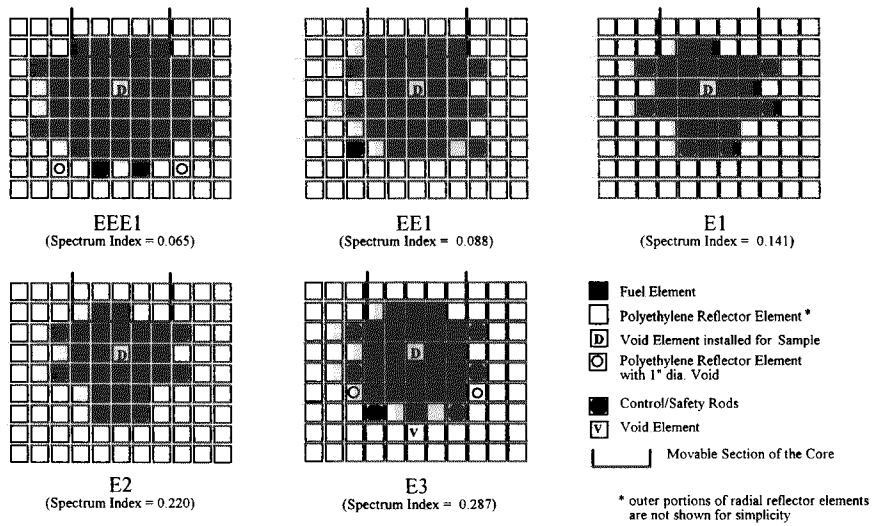 D
D
D
EEE1
(Spectrum Index = 0.065)
EE1
(Spectrum Index = 0.088)
E1
(Spectrum Index = 0.141)
D
D
V
E2
(Spectrum Index = 0.220)
E3
(Spectrum Index = 0.287)
Fuel Element
Polyethylene Reflector Element *
D Void Element installed for Sample
Polyethylene Reflector Element
with 1" dia. Void
Control/Safety Rods
V Void Element
Movable Section of the Core
* outer portions of radial reflector elements
are not shown for simplicity